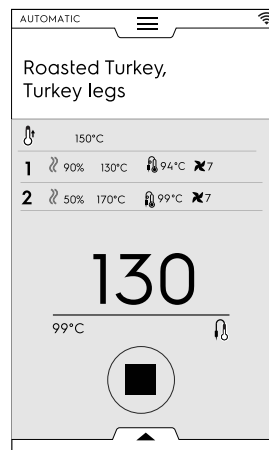 AUTOMATIC
Roasted Turkey,
Turkey legs
150°C
1 90% 130°C 94°C 7
2 50% 170°C 99°C 7
130
99°C